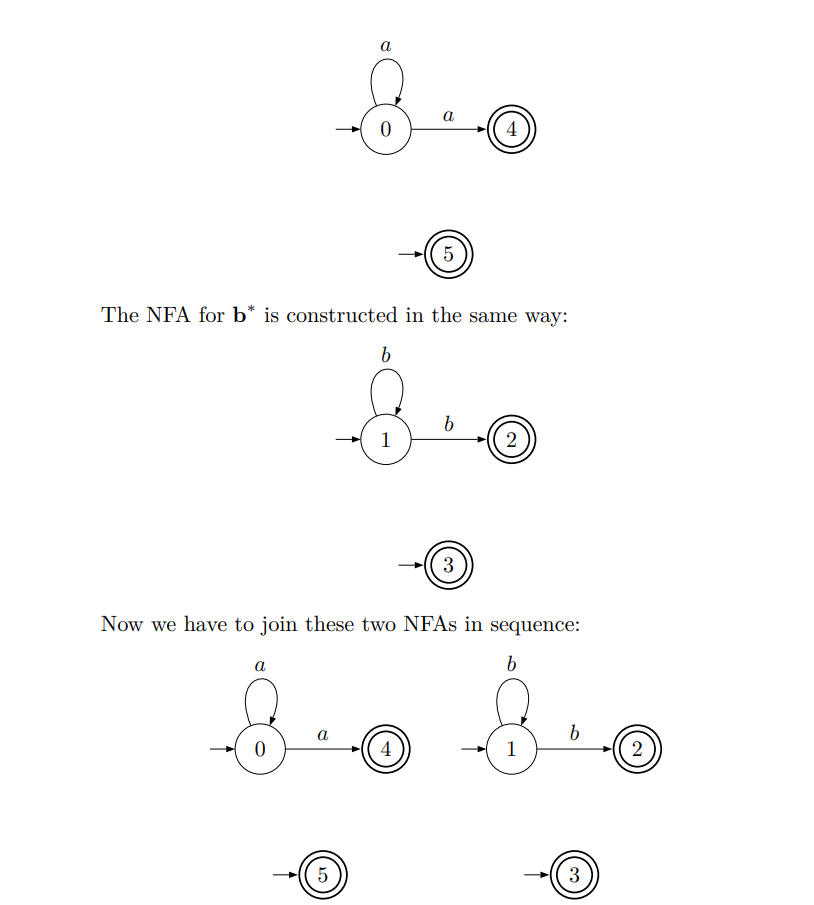 a
0 a 4
5
The NFA for b* is constructed in the same way:
b
1 b 2
3
Now we have to join these two NFAs in sequence:
a b
0 a 4 1 b 2
5 3